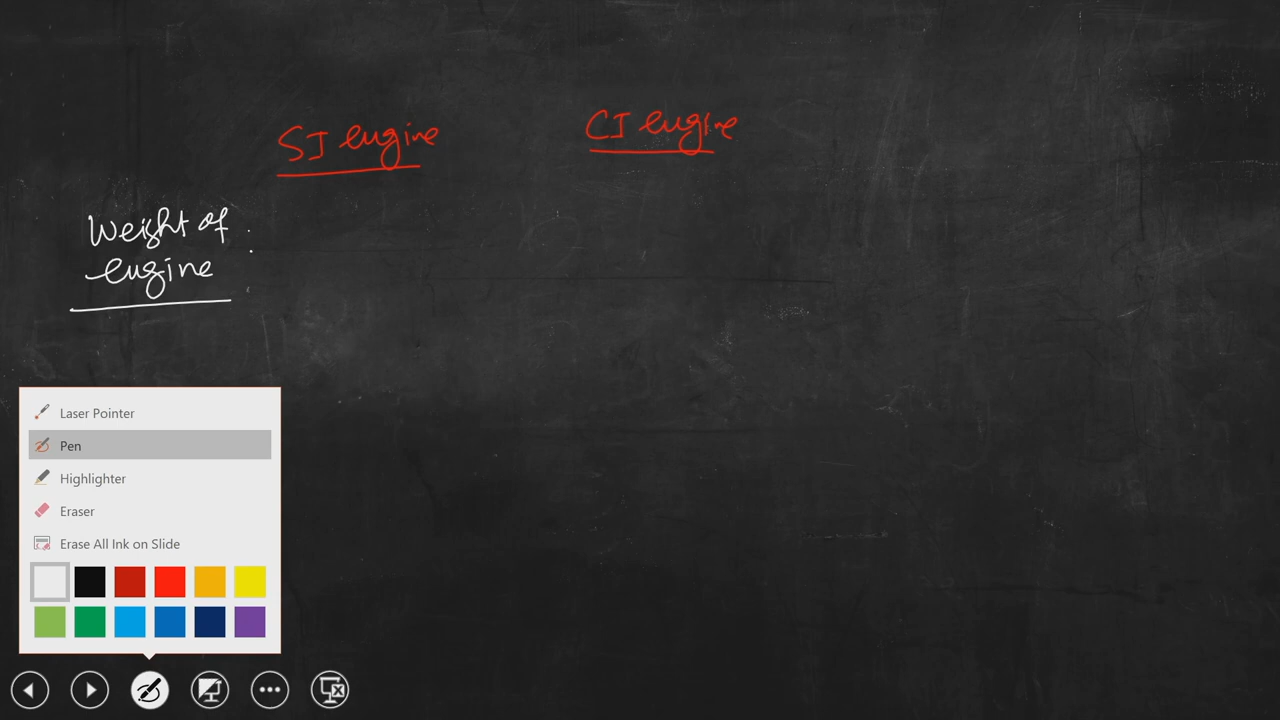 SI engine
CI engine
Weight of :
engine
Laser Pointer
Pen
Highlighter
Eraser
Erase All Ink on Slide